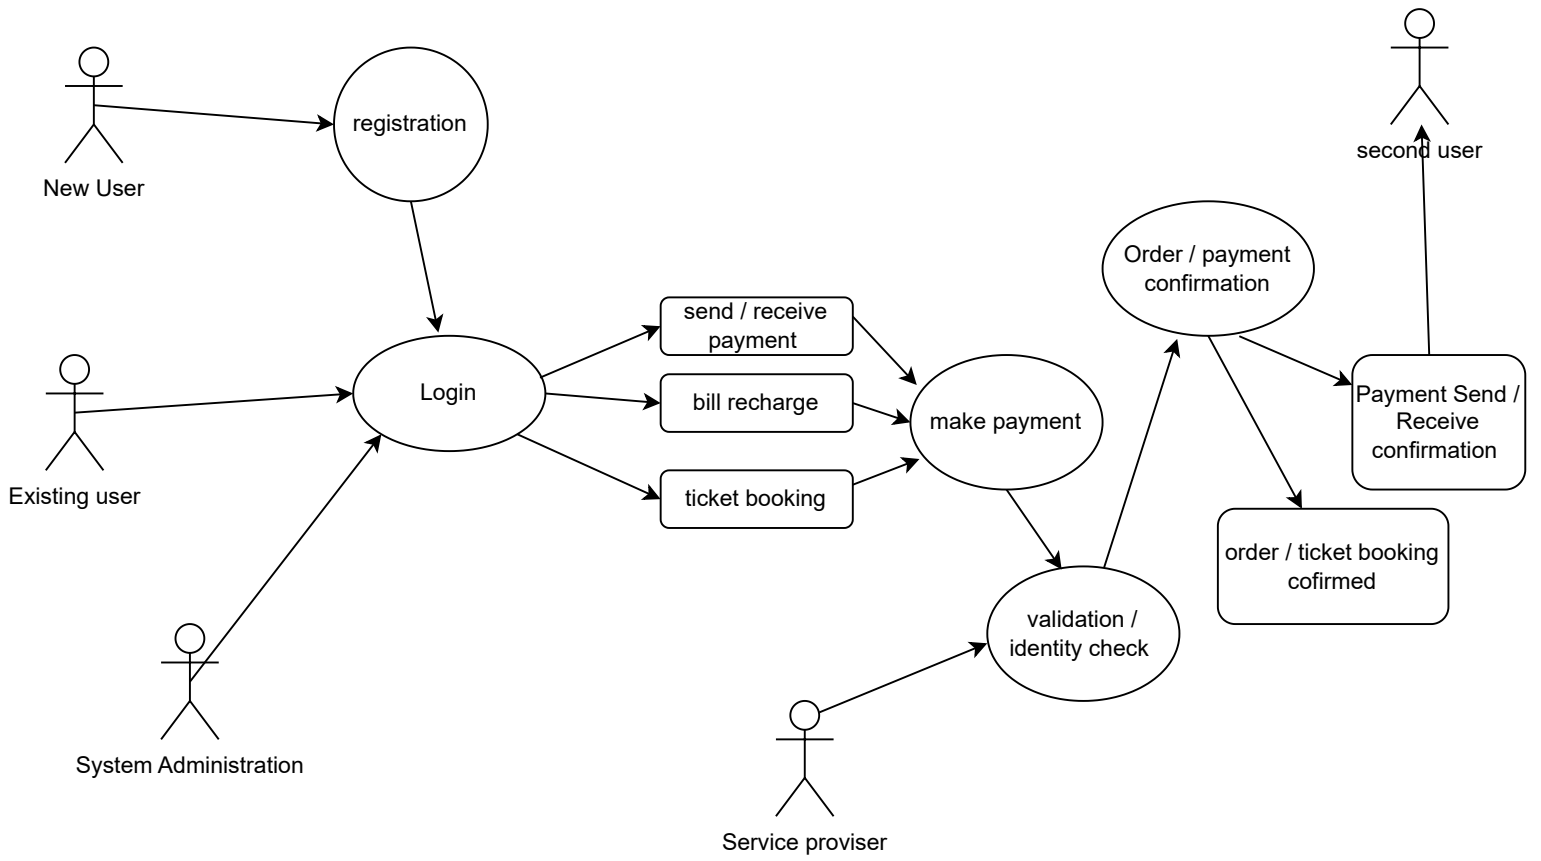 New User
registration
second user
Order / payment
confirmation
Existing user
Login
send / receive
payment
bill recharge
ticket booking
make payment
Payment Send /
Receive
confirmation
order / ticket booking
cofirmed
validation /
identity check
System Administration
Service proviser